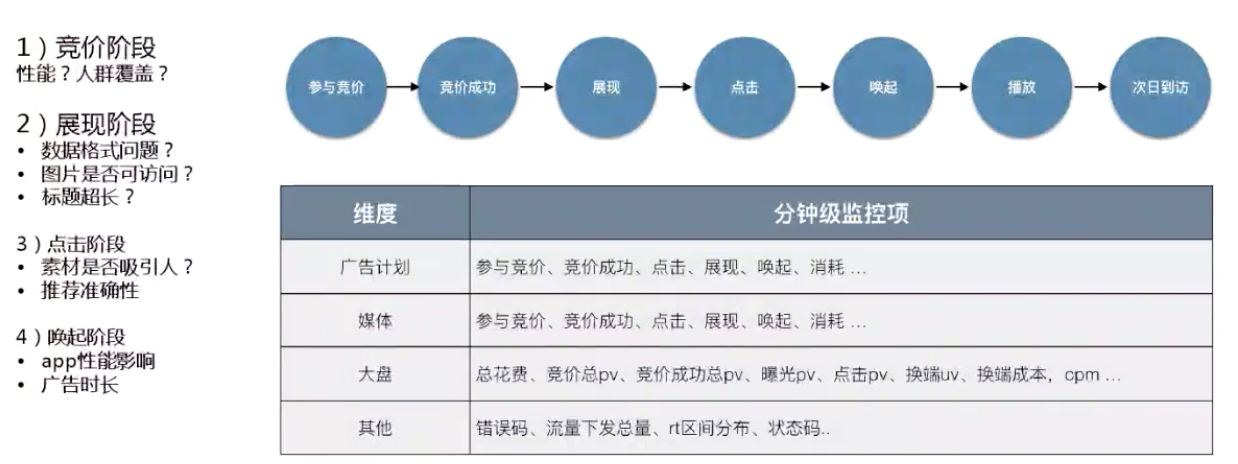 1）竞价阶段
性能？人群覆盖？
2）展现阶段
• 数据格式问题？
• 图片是否可访问？
• 标题超长？
3）点击阶段
• 素材是否吸引人？
• 推荐准确性
4）唤起阶段
• app性能影响
• 广告时长
参与竞价
竞价成功
展现
点击
唤起
播放
次日到访
维度 分钟级监控项
广告计划 参与竞价、竞价成功、点击、展现、唤起、消耗 ...
媒体 参与竞价、竞价成功、点击、展现、唤起、消耗 ...
大盘 总花费、竞价总pv、竞价成功总pv、曝光pv、点击pv、换端uv、换端成本，cpm ...
其他 错误码、流量下发总量、rt区间分布、状态码..